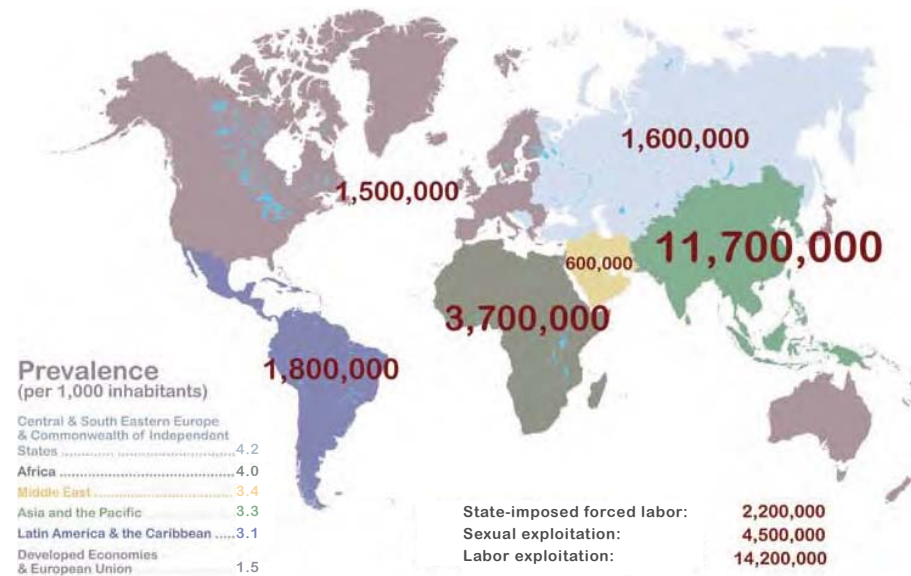 1,600,000
1,500,000
11,700,000
600,000
3,700,000
1,800,000
Prevalence
(per 1,000 inhabitants)
Central & South Eastern Europe
& Commonwealth of Independent
States ........................................ 4.2
Africa ........................................ 4.0
Middle East ........................................ 3.4
Asia and the Pacific ........................................ 3.3
Latin America & the Caribbean .....3.1
Developed Economies
& European Union 1.5
State-imposed forced labor: 2,200,000
Sexual exploitation: 4,500,000
Labor exploitation: 14,200,000